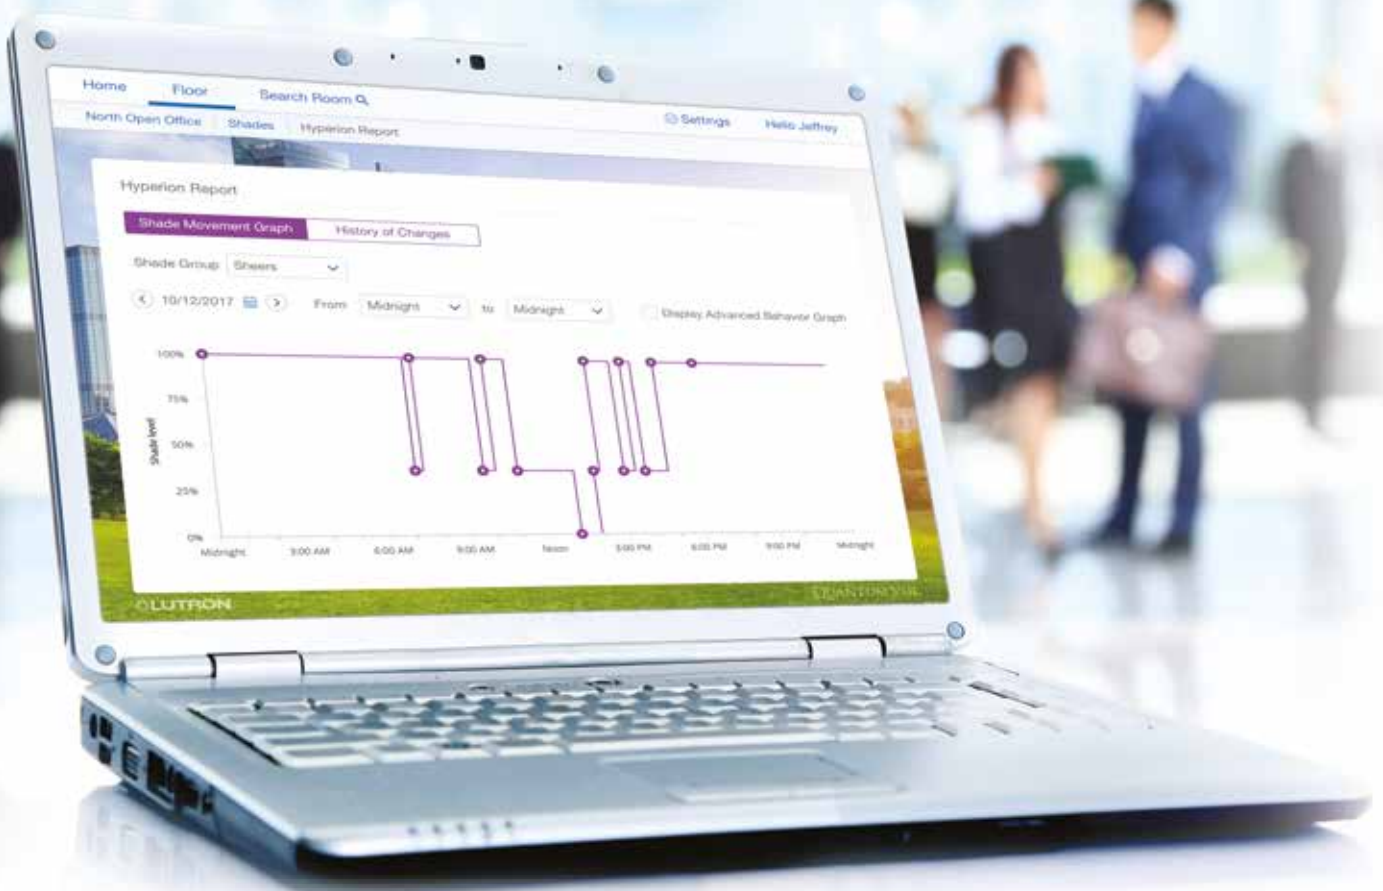 Home Floor Search Room Settings Hello Jeffrey
North Open Office Shades Hyperion Report
Hyperion Report
Shade Movement Graph History of Changes
Shade Group Sheers
10/12/2017 From Midnight to Midnight Display Advanced Behavior Graph
100%
75%
50%
25%
0%
Shade level
Midnight 3:00 AM 6:00 AM 9:00 AM Noon 3:00 PM 6:00 PM 9:00 PM Midnight
LUTRON QUANTUM VUE